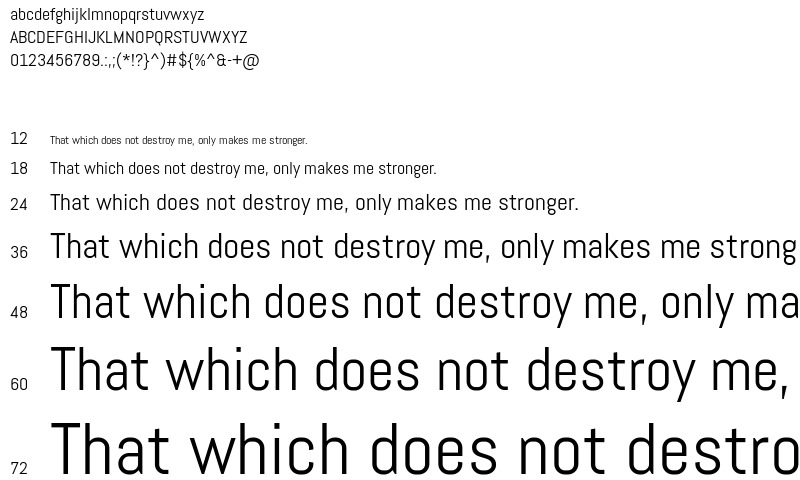 abcdefghijklmnopqrstuvwxyz
ABCDEFGHIJKLMNOPQRSTUVWXYZ
0123456789.:,;(*!?}^)#${%^&-+@
12 That which does not destroy me, only makes me stronger.
18 That which does not destroy me, only makes me stronger.
24 That which does not destroy me, only makes me stronger.
36 That which does not destroy me, only makes me strong
48 That which does not destroy me, only ma
60 That which does not destroy me,
72 That which does not destro